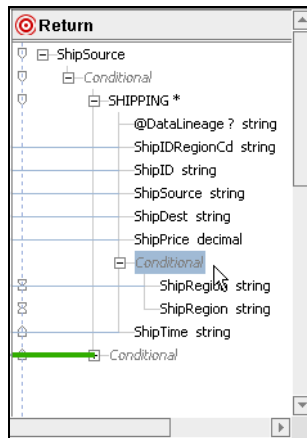 Return
ShipSource
Conditional
SHIPPING *
@DataLineage ? string
ShipIDRegionCd string
ShipID string
ShipSource string
ShipDest string
ShipPrice decimal
Conditional
ShipRegion string
ShipRegion string
ShipTime string
Conditional